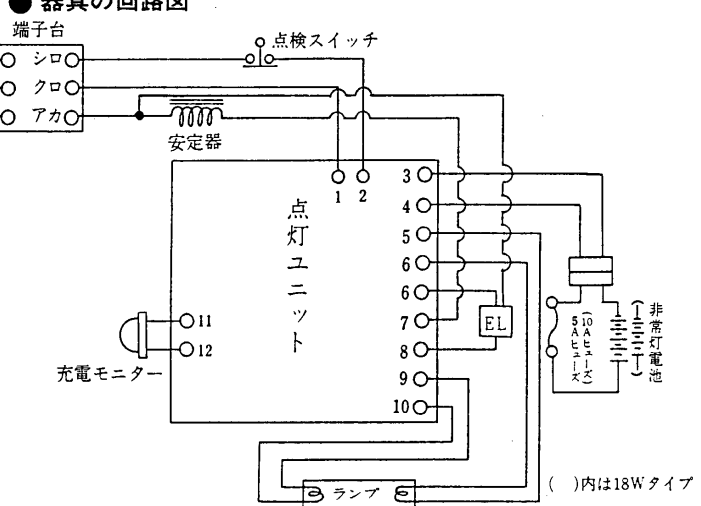 ● 器具の回路図
端子台
シロ
クロ
アカ
点検スイッチ
安定器
点灯ユニット
1 2
3
4
5
6
6
7
8
9
10
11
12
EL
充電モニター
ランプ
5Aヒューズ
(10Aヒューズ)
非常灯電池
( )内は18Wタイプ